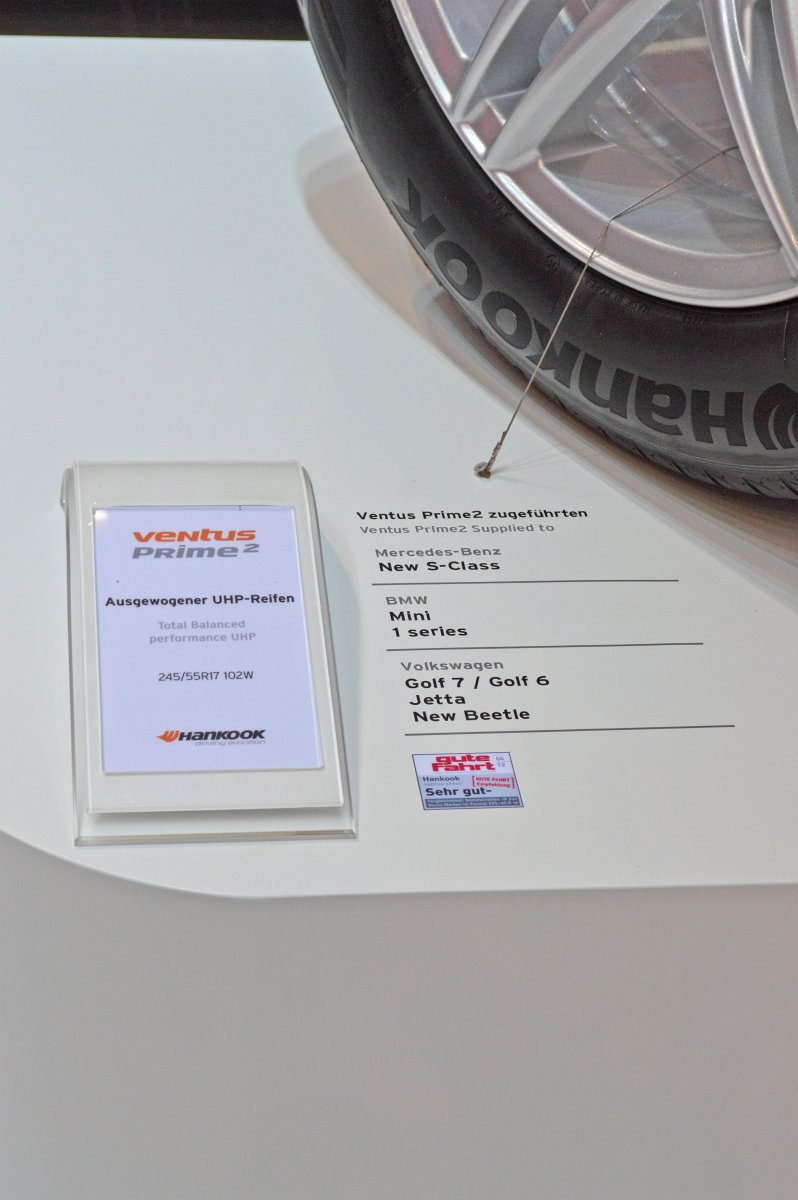 Hankook
ventus
prime²
Ausgewogener UHP-Reifen
Total Balanced
performance UHP
245/55R17 102W
Hankook
driving emotion
Ventus Prime2 zugeführten
Ventus Prime2 Supplied to
Mercedes-Benz
New S-Class
BMW
Mini
1 series
Volkswagen
Golf 7 / Golf 6
Jetta
New Beetle
gute
Fahrt
Hankook
GUTE FAHRT
Empfehlung
Sehr gut-